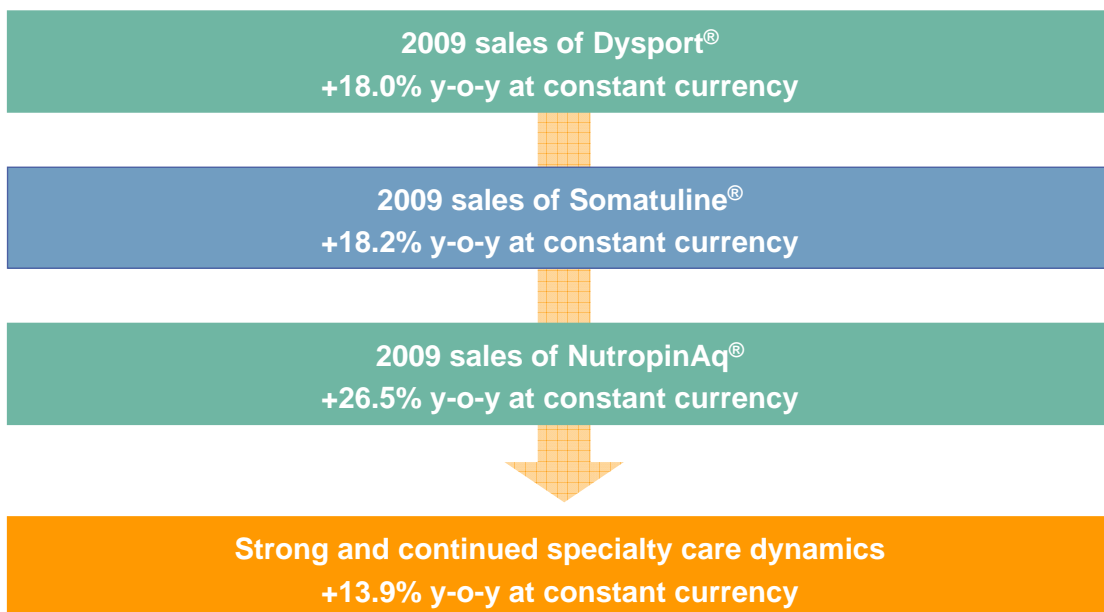 2009 sales of Dysport®
+18.0% y-o-y at constant currency
2009 sales of Somatuline®
+18.2% y-o-y at constant currency
2009 sales of NutropinAq®
+26.5% y-o-y at constant currency
Strong and continued specialty care dynamics
+13.9% y-o-y at constant currency